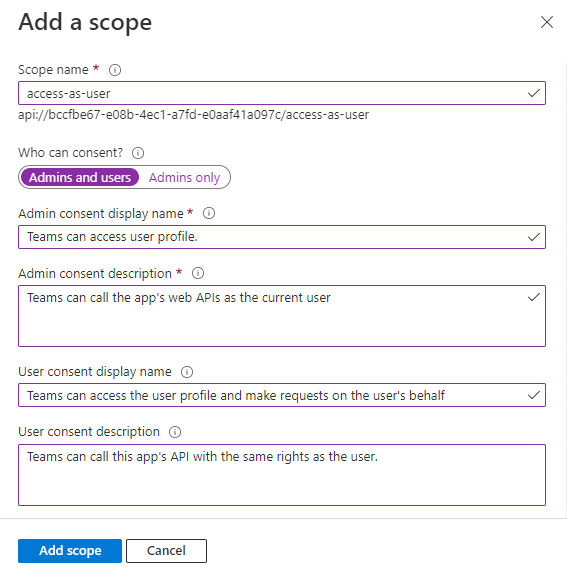 Add a scope
Scope name *
access-as-user
api://bccfbe67-e08b-4ec1-a7fd-e0aaf41a097c/access-as-user
Who can consent?
Admins and users Admins only
Admin consent display name *
Teams can access user profile.
Admin consent description *
Teams can call the app's web APIs as the current user
User consent display name
Teams can access the user profile and make requests on the user's behalf
User consent description
Teams can call this app's API with the same rights as the user.
Add scope Cancel